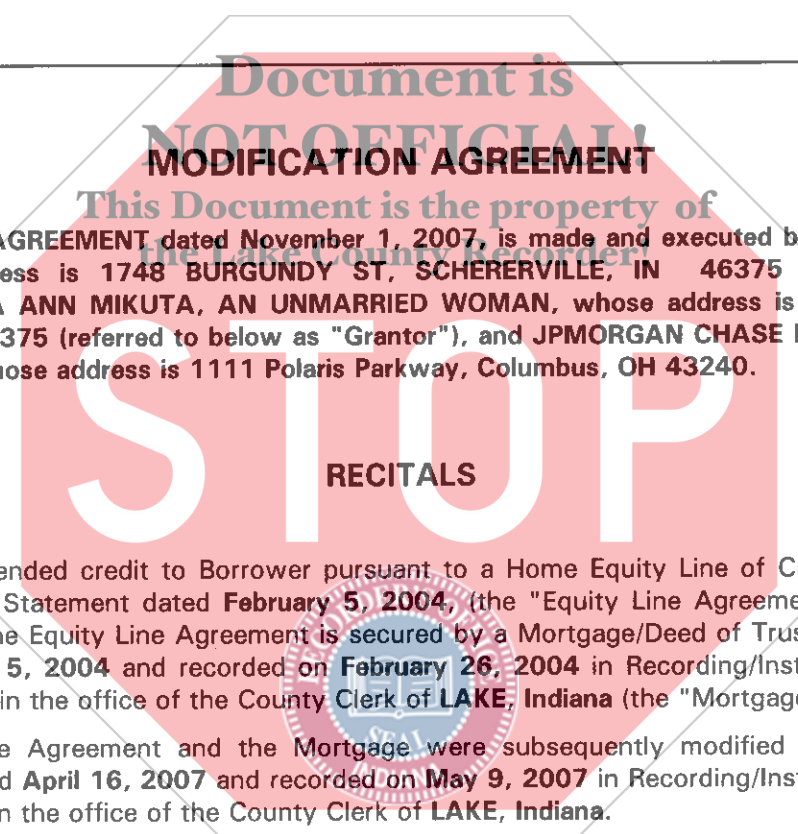 Document is
NOT OFFICIAL!
MODIFICATION AGREEMENT
This Document is the property of
the Lake County Recorder!
AGREEMENT dated November 1, 2007, is made and executed b
ess is 1748 BURGUNDY ST, SCHERERVILLE, IN 46375
ANN MIKUTA, AN UNMARRIED WOMAN, whose address is
375 (referred to below as "Grantor"), and JPMORGAN CHASE
hose address is 1111 Polaris Parkway, Columbus, OH 43240.
STOP
RECITALS
ended credit to Borrower pursuant to a Home Equity Line of C
Statement dated February 5, 2004, (the "Equity Line Agreeme
ne Equity Line Agreement is secured by a Mortgage/Deed of Trus
5, 2004 and recorded on February 26, 2004 in Recording/Inst
in the office of the County Clerk of LAKE, Indiana (the "Mortgag
e Agreement and the Mortgage were subsequently modified
d April 16, 2007 and recorded on May 9, 2007 in Recording/Inst
n the office of the County Clerk of LAKE, Indiana.
SEAL